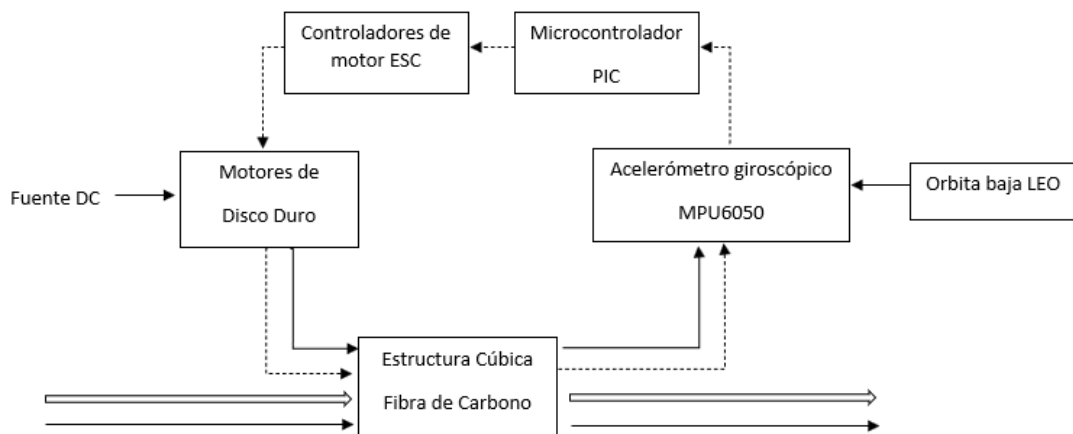 Controladores de
motor ESC
Microcontrolador
PIC
Motores de
Disco Duro
Fuente DC
Acelerómetro giroscópico
MPU6050
Orbita baja LEO
Estructura Cúbica
Fibra de Carbono